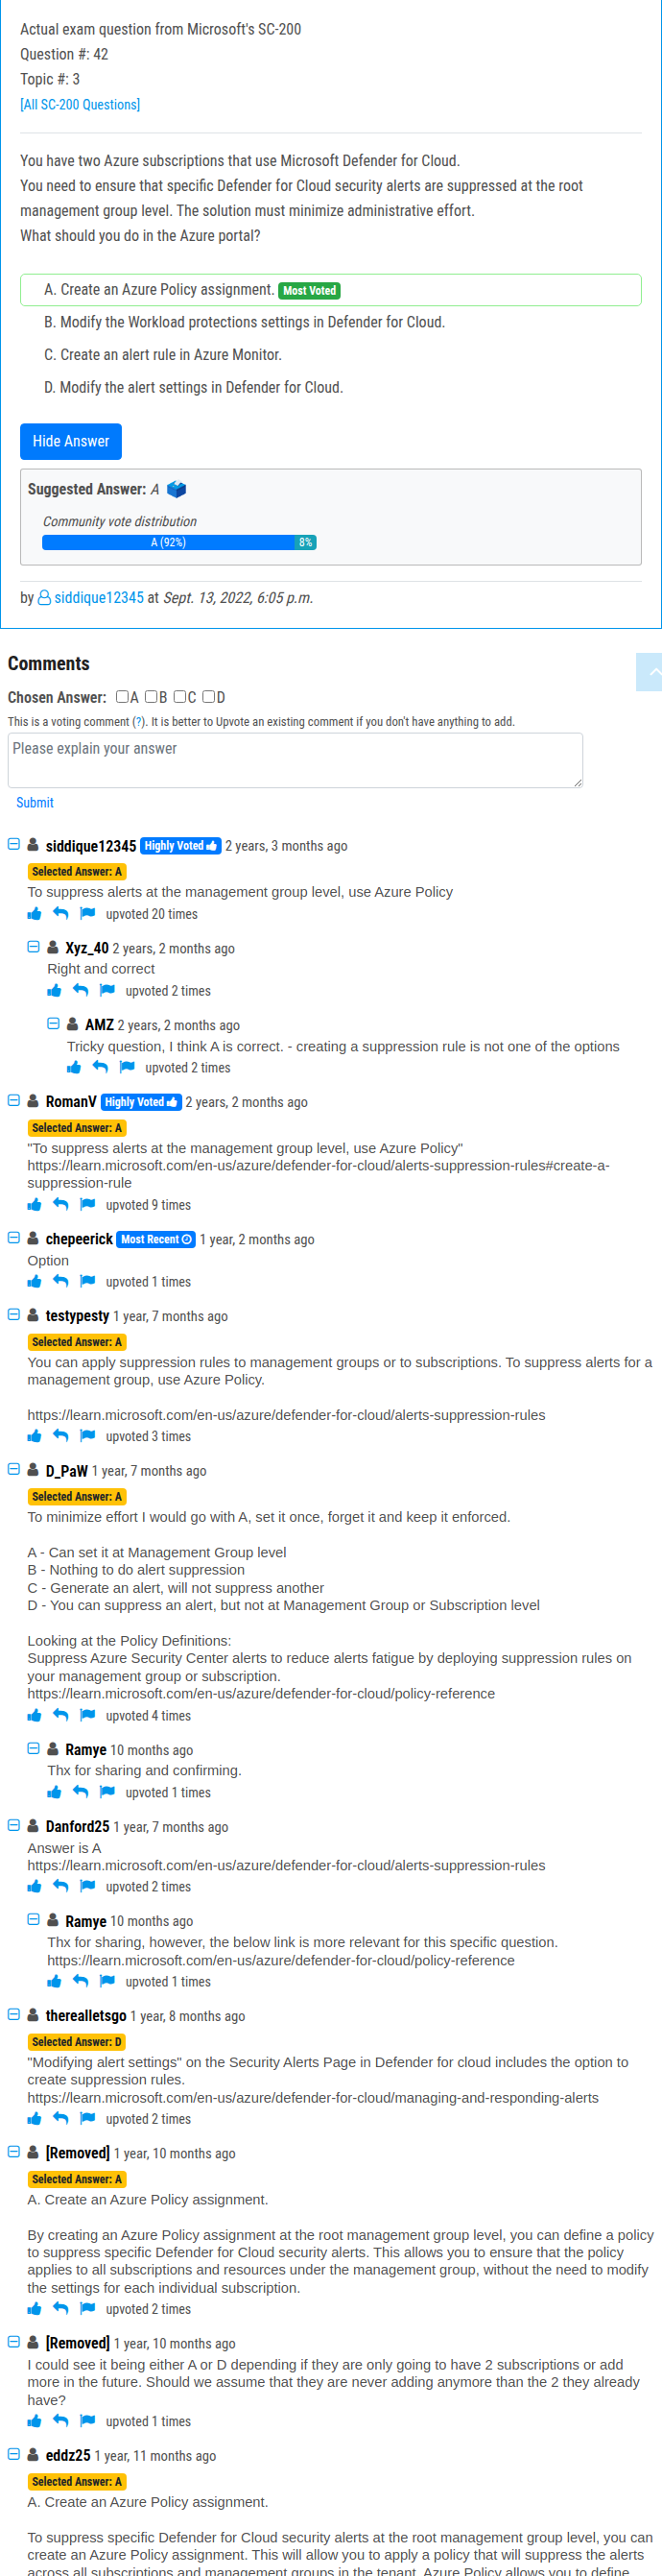 Actual exam question from Microsoft's SC-200
Question #: 42
Topic #: 3
[All SC-200 Questions]
You have two Azure subscriptions that use Microsoft Defender for Cloud.
You need to ensure that specific Defender for Cloud security alerts are suppressed at the root
management group level. The solution must minimize administrative effort.
What should you do in the Azure portal?
A. Create an Azure Policy assignment. Most Voted
B. Modify the Workload protections settings in Defender for Cloud.
C. Create an alert rule in Azure Monitor.
D. Modify the alert settings in Defender for Cloud.
Hide Answer
Suggested Answer: A
Community vote distribution
A (92%) 8%
by siddique12345 at Sept. 13, 2022, 6:05 p.m.
Comments
Chosen Answer: A B C D
This is a voting comment (?). It is better to Upvote an existing comment if you don't have anything to add.
Please explain your answer
Submit
siddique12345 Highly Voted 2 years, 3 months ago
Selected Answer: A
To suppress alerts at the management group level, use Azure Policy
upvoted 20 times
Xyz_40 2 years, 2 months ago
Right and correct
upvoted 2 times
AMZ 2 years, 2 months ago
Tricky question, I think A is correct. - creating a suppression rule is not one of the options
upvoted 2 times
RomanV Highly Voted 2 years, 2 months ago
Selected Answer: A
"To suppress alerts at the management group level, use Azure Policy"
https://learn.microsoft.com/en-us/azure/defender-for-cloud/alerts-suppression-rules#create-a-
suppression-rule
upvoted 9 times
chepeerick Most Recent 1 year, 2 months ago
Option
upvoted 1 times
testypesty 1 year, 7 months ago
Selected Answer: A
You can apply suppression rules to management groups or to subscriptions. To suppress alerts for a
management group, use Azure Policy.
https://learn.microsoft.com/en-us/azure/defender-for-cloud/alerts-suppression-rules
upvoted 3 times
D_PaW 1 year, 7 months ago
Selected Answer: A
To minimize effort I would go with A, set it once, forget it and keep it enforced.
A - Can set it at Management Group level
B - Nothing to do alert suppression
C - Generate an alert, will not suppress another
D - You can suppress an alert, but not at Management Group or Subscription level
Looking at the Policy Definitions:
Suppress Azure Security Center alerts to reduce alerts fatigue by deploying suppression rules on
your management group or subscription.
https://learn.microsoft.com/en-us/azure/defender-for-cloud/policy-reference
upvoted 4 times
Ramye 10 months ago
Thx for sharing and confirming.
upvoted 1 times
Danford25 1 year, 7 months ago
Answer is A
https://learn.microsoft.com/en-us/azure/defender-for-cloud/alerts-suppression-rules
upvoted 2 times
Ramye 10 months ago
Thx for sharing, however, the below link is more relevant for this specific question.
https://learn.microsoft.com/en-us/azure/defender-for-cloud/policy-reference
upvoted 1 times
therealletsgo 1 year, 8 months ago
Selected Answer: D
"Modifying alert settings" on the Security Alerts Page in Defender for cloud includes the option to
create suppression rules.
https://learn.microsoft.com/en-us/azure/defender-for-cloud/managing-and-responding-alerts
upvoted 2 times
[Removed] 1 year, 10 months ago
Selected Answer: A
A. Create an Azure Policy assignment.
By creating an Azure Policy assignment at the root management group level, you can define a policy
to suppress specific Defender for Cloud security alerts. This allows you to ensure that the policy
applies to all subscriptions and resources under the management group, without the need to modify
the settings for each individual subscription.
upvoted 2 times
[Removed] 1 year, 10 months ago
I could see it being either A or D depending if they are only going to have 2 subscriptions or add
more in the future. Should we assume that they are never adding anymore than the 2 they already
have?
upvoted 1 times
eddz25 1 year, 11 months ago
Selected Answer: A
A. Create an Azure Policy assignment.
To suppress specific Defender for Cloud security alerts at the root management group level, you can
create an Azure Policy assignment. This will allow you to apply a policy that will suppress the alerts
across all subscriptions and management groups in the tenant. Azure Policy allows you to define